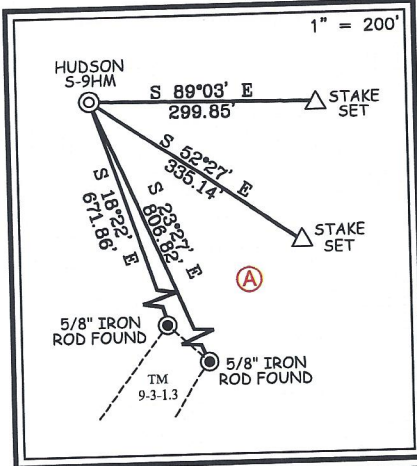 1" = 200'
HUDSON
S-9HM
S 89°03' E
299.85'
STAKE
SET
S 52°27' E
335.14'
STAKE
SET
S 18°22' E
671.86'
S 23°27' E
806.82'
A
5/8" IRON
ROD FOUND
5/8" IRON
ROD FOUND
TM
9-3-1.3